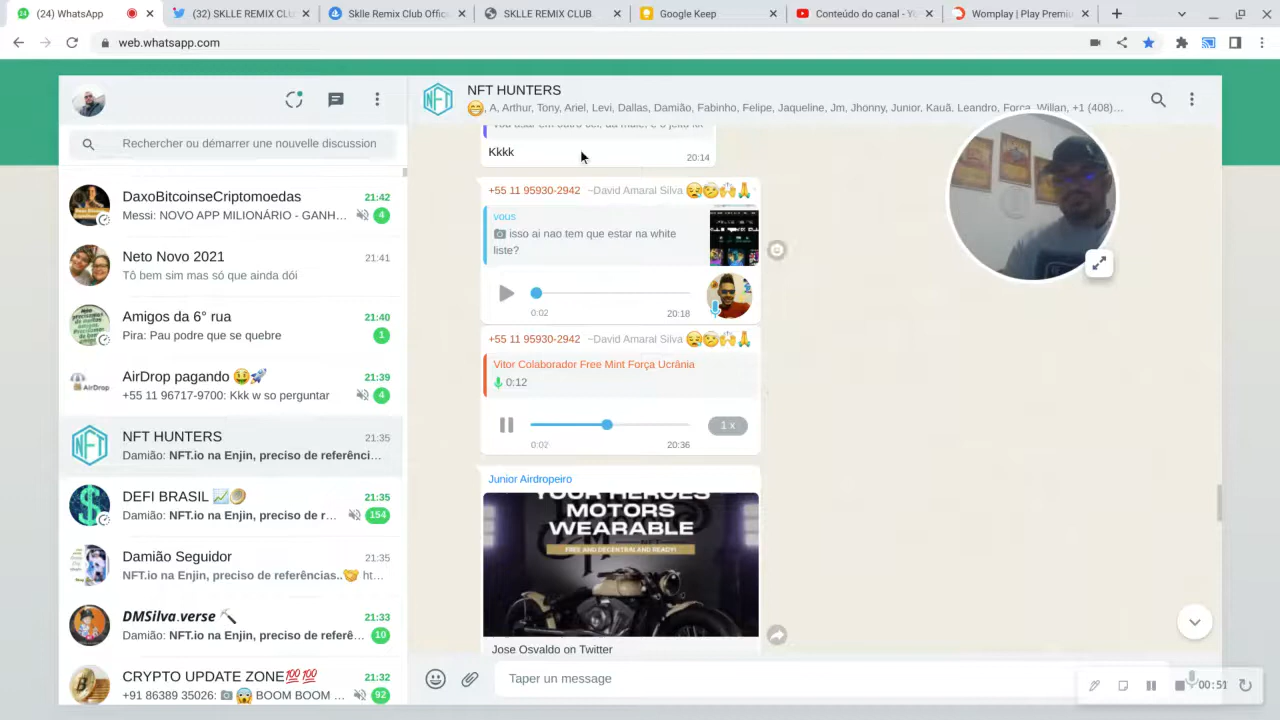 (24) WhatsApp
(32) SKLLE REMIX CLU
Sklle Remix Club Offic
SKLLE REMIX CLUB
Google Keep
Conteúdo do canal - Yo
Womplay | Play Premiu
web.whatsapp.com
Rechercher ou démarrer une nouvelle discussion
DaxoBitcoinseCriptomoedas 21:42
Messi: NOVO APP MILIONÁRIO - GANH... 4
Neto Novo 2021 21:41
Tô bem sim mas só que ainda dói
Amigos da 6° rua 21:40
Pira: Pau podre que se quebre 1
AirDrop pagando 🤑🚀 21:39
+55 11 96717-9700: Kkk w so perguntar 4
AirDrop
NFT HUNTERS 21:35
Damião: NFT.io na Enjin, preciso de referênci...
DEFI BRASIL 📈🪙 21:35
Damião: NFT.io na Enjin, preciso de r... 154
Damião Seguidor 21:35
NFT.io na Enjin, preciso de referências..🤝 ht...
DMSilva.verse ⛏ 21:33
Damião: NFT.io na Enjin, preciso de referê... 10
CRYPTO UPDATE ZONE💯💯 21:32
+91 86389 35026: 📷 😱 BOOM BOOM ... 92
NFT HUNTERS
😁, A, Arthur, Tony, Ariel, Levi, Dallas, Damião, Fabinho, Felipe, Jaqueline, Jm, Jhonny, Junior, Kauã, Leandro, Força, Willan, +1 (408)...
Kkkk
20:14
+55 11 95930-2942 ~David Amaral Silva 😪🤕🙌🙏
vous
📷 isso ai nao tem que estar na white
liste?
0:02 20:18
+55 11 95930-2942 ~David Amaral Silva 😪🤕🙌🙏
Vitor Colaborador Free Mint Força Ucrânia
0:12
1 x
0:02 20:36
Junior Airdropeiro
YOUR HEROES
MOTORS
WEARABLE
FREE AND DECENTRALAND READY!
Jose Osvaldo on Twitter
Taper un message
00:51